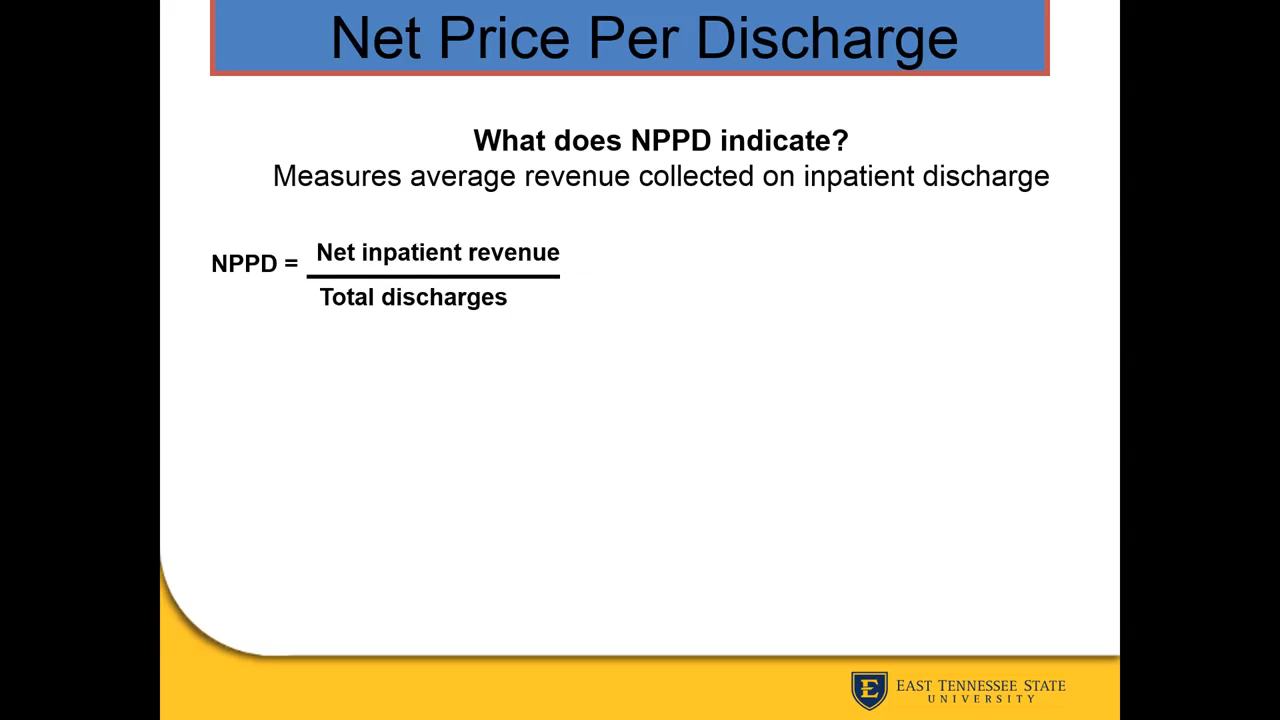 Net Price Per Discharge
What does NPPD indicate?
Measures average revenue collected on inpatient discharge
NPPD = Net inpatient revenue
Total discharges
E EAST TENNESSEE STATE
UNIVERSITY